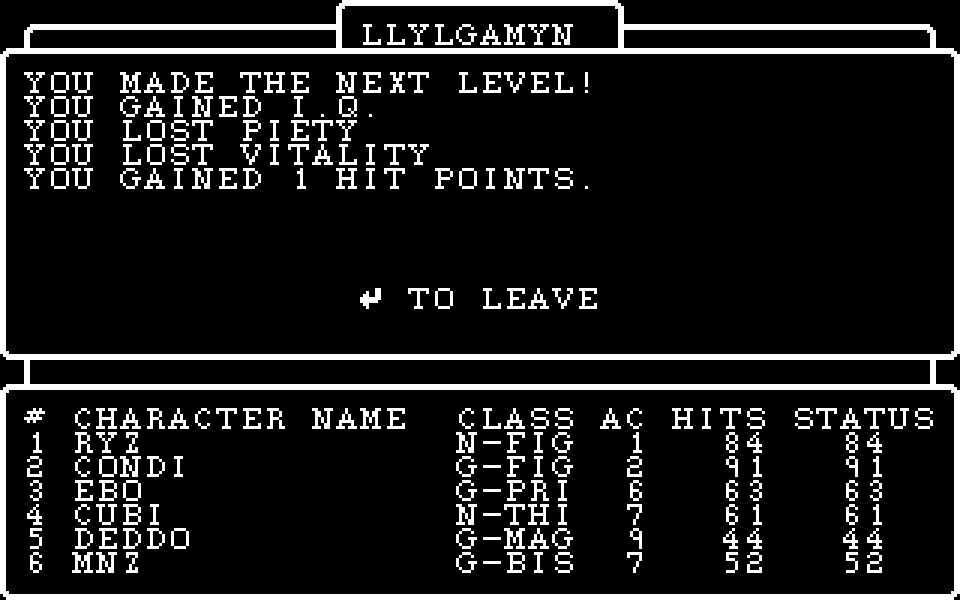 LLYLGAMYN
YOU MADE THE NEXT LEVEL!
YOU GAINED I.Q.
YOU LOST PIETY
YOU LOST VITALITY
YOU GAINED 1 HIT POINTS.
↵ TO LEAVE
# CHARACTER NAME CLASS AC HITS STATUS
1 RYZ N-FIG 1 84 84
2 CONDI G-FIG 2 91 91
3 EBO G-PRI 6 63 63
4 CUBI N-THI 7 61 61
5 DEDDO G-MAG 9 44 44
6 MNZ G-BIS 7 52 52